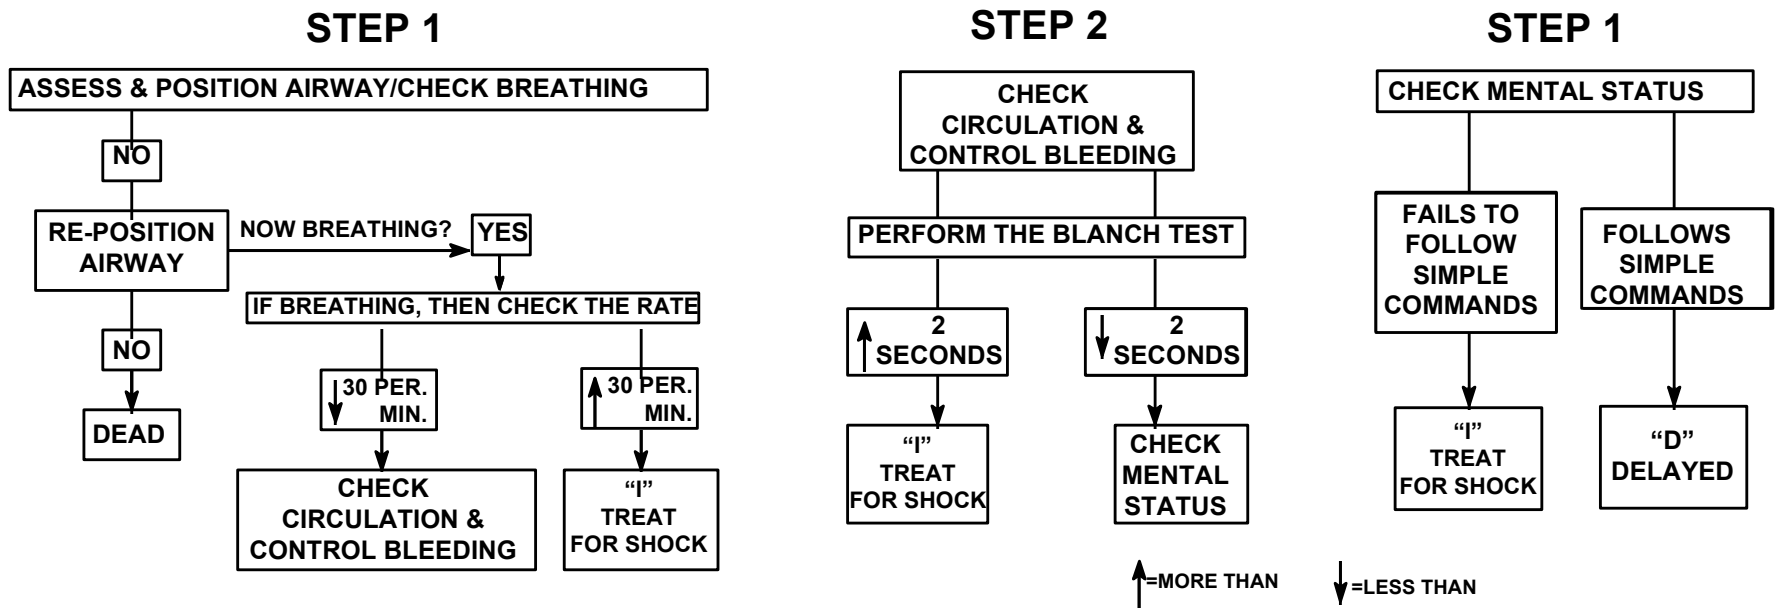 STEP 1
ASSESS & POSITION AIRWAY/CHECK BREATHING
NO
RE-POSITION
AIRWAY
NOW BREATHING?
YES
IF BREATHING, THEN CHECK THE RATE
NO
DEAD
30 PER.
MIN.
CHECK
CIRCULATION &
CONTROL BLEEDING
30 PER.
MIN.
“I”
TREAT
FOR SHOCK
STEP 2
CHECK
CIRCULATION &
CONTROL BLEEDING
PERFORM THE BLANCH TEST
2
SECONDS
“I”
TREAT
FOR SHOCK
2
SECONDS
CHECK
MENTAL
STATUS
STEP 1
CHECK MENTAL STATUS
FAILS TO
FOLLOW
SIMPLE
COMMANDS
“I”
TREAT
FOR SHOCK
FOLLOWS
SIMPLE
COMMANDS
“D”
DELAYED
=MORE THAN
=LESS THAN